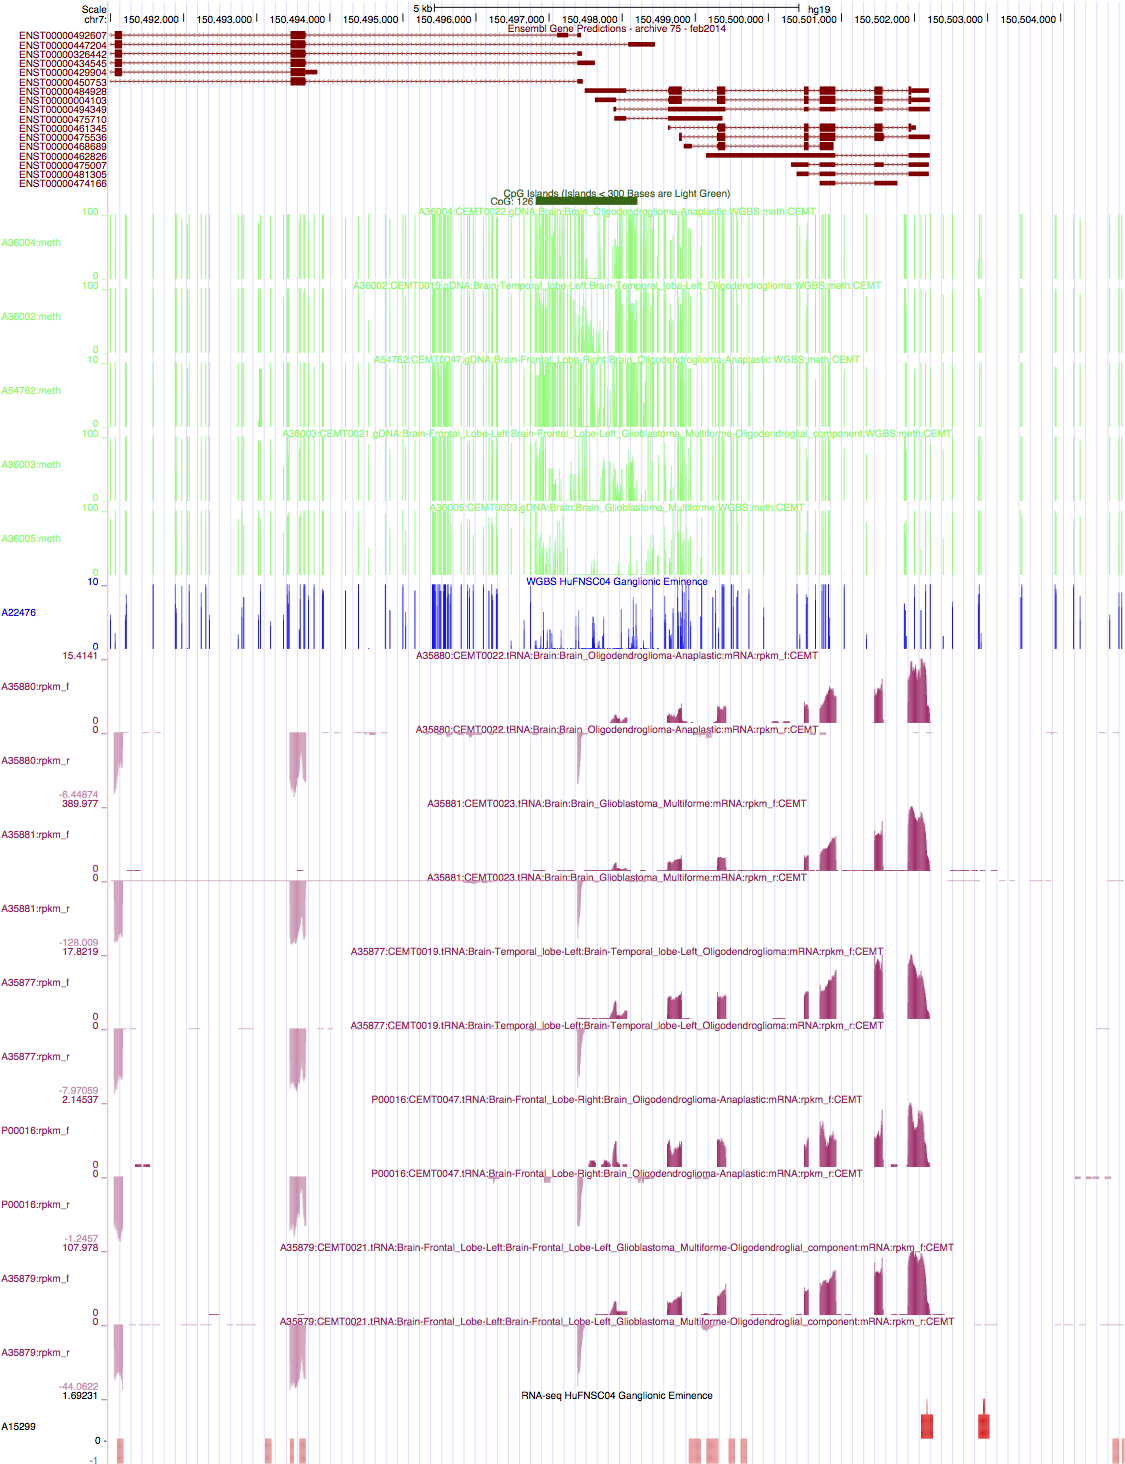 Scale 5 kb hg19
chr7: 150,492,000 150,493,000 150,494,000 150,495,000 150,496,000 150,497,000 150,498,000 150,499,000 150,500,000 150,501,000 150,502,000 150,503,000 150,504,000
Ensembl Gene Predictions - archive 75 - feb2014
ENST00000492607
ENST00000447204
ENST00000326442
ENST00000434545
ENST00000429904
ENST00000450753
ENST00000484928
ENST00000004103
ENST00000494349
ENST00000475710
ENST00000461345
ENST00000475536
ENST00000468689
ENST00000462826
ENST00000475007
ENST00000481305
ENST00000474166
CpG Islands (Islands < 300 Bases are Light Green)
CpG: 126
A36004:CEMT0022.gDNA:Brain:Brain_Oligodendroglioma-Anaplastic:WGBS:meth:CEMT
100
A36004:meth
0
A36002:CEMT0019.gDNA:Brain-Temporal_lobe-Left:Brain-Temporal_lobe-Left_Oligodendroglioma:WGBS:meth:CEMT
100
A36002:meth
0
A54762:CEMT0047.gDNA:Brain-Frontal_Lobe-Right:Brain_Oligodendroglioma-Anaplastic:WGBS:meth:CEMT
10
A54762:meth
0
A36003:CEMT0021.gDNA:Brain-Frontal_Lobe-Left:Brain-Frontal_Lobe-Left_Glioblastoma_Multiforme-Oligodendroglial_component:WGBS:meth:CEMT
100
A36003:meth
0
A36005:CEMT0023.gDNA:Brain:Brain_Glioblastoma_Multiforme:WGBS:meth:CEMT
100
A36005:meth
0
WGBS HuFNSC04 Ganglionic Eminence
10
A22476
0
A35880:CEMT0022.tRNA:Brain:Brain_Oligodendroglioma-Anaplastic:mRNA:rpkm_f:CEMT
15.4141
A35880:rpkm_f
0
A35880:CEMT0022.tRNA:Brain:Brain_Oligodendroglioma-Anaplastic:mRNA:rpkm_r:CEMT
0
A35880:rpkm_r
-6.44874
A35881:CEMT0023.tRNA:Brain:Brain_Glioblastoma_Multiforme:mRNA:rpkm_f:CEMT
389.977
A35881:rpkm_f
0
A35881:CEMT0023.tRNA:Brain:Brain_Glioblastoma_Multiforme:mRNA:rpkm_r:CEMT
0
A35881:rpkm_r
-128.009
A35877:CEMT0019.tRNA:Brain-Temporal_lobe-Left:Brain-Temporal_lobe-Left_Oligodendroglioma:mRNA:rpkm_f:CEMT
17.8219
A35877:rpkm_f
0
A35877:CEMT0019.tRNA:Brain-Temporal_lobe-Left:Brain-Temporal_lobe-Left_Oligodendroglioma:mRNA:rpkm_r:CEMT
0
A35877:rpkm_r
-7.97059
P00016:CEMT0047.tRNA:Brain-Frontal_Lobe-Right:Brain_Oligodendroglioma-Anaplastic:mRNA:rpkm_f:CEMT
2.14537
P00016:rpkm_f
0
P00016:CEMT0047.tRNA:Brain-Frontal_Lobe-Right:Brain_Oligodendroglioma-Anaplastic:mRNA:rpkm_r:CEMT
0
P00016:rpkm_r
-1.2457
A35879:CEMT0021.tRNA:Brain-Frontal_Lobe-Left:Brain-Frontal_Lobe-Left_Glioblastoma_Multiforme-Oligodendroglial_component:mRNA:rpkm_f:CEMT
107.978
A35879:rpkm_f
0
A35879:CEMT0021.tRNA:Brain-Frontal_Lobe-Left:Brain-Frontal_Lobe-Left_Glioblastoma_Multiforme-Oligodendroglial_component:mRNA:rpkm_r:CEMT
0
A35879:rpkm_r
-44.0622
RNA-seq HuFNSC04 Ganglionic Eminence
1.69231
A15299
0 -
-1